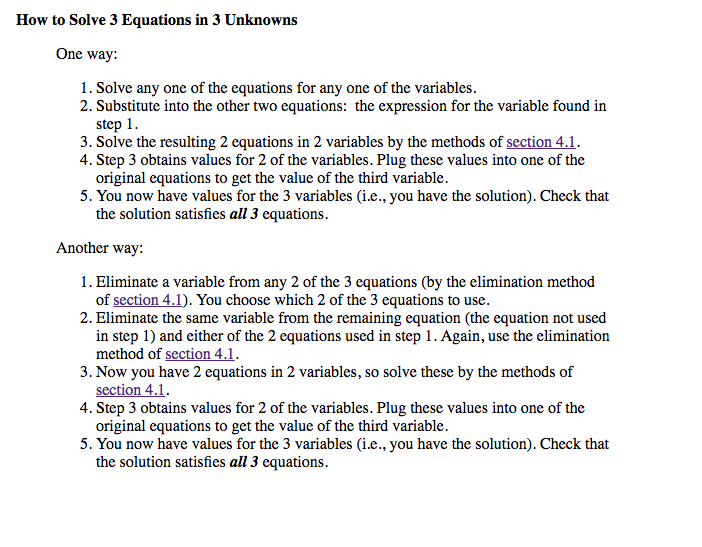 How to Solve 3 Equations in 3 Unknowns
One way:
1. Solve any one of the equations for any one of the variables.
2. Substitute into the other two equations:  the expression for the variable found in
step 1.
3. Solve the resulting 2 equations in 2 variables by the methods of section 4.1.
4. Step 3 obtains values for 2 of the variables. Plug these values into one of the
original equations to get the value of the third variable.
5. You now have values for the 3 variables (i.e., you have the solution). Check that
the solution satisfies all 3 equations.
Another way:
1. Eliminate a variable from any 2 of the 3 equations (by the elimination method
of section 4.1). You choose which 2 of the 3 equations to use.
2. Eliminate the same variable from the remaining equation (the equation not used
in step 1) and either of the 2 equations used in step 1. Again, use the elimination
method of section 4.1.
3. Now you have 2 equations in 2 variables, so solve these by the methods of
section 4.1.
4. Step 3 obtains values for 2 of the variables. Plug these values into one of the
original equations to get the value of the third variable.
5. You now have values for the 3 variables (i.e., you have the solution). Check that
the solution satisfies all 3 equations.